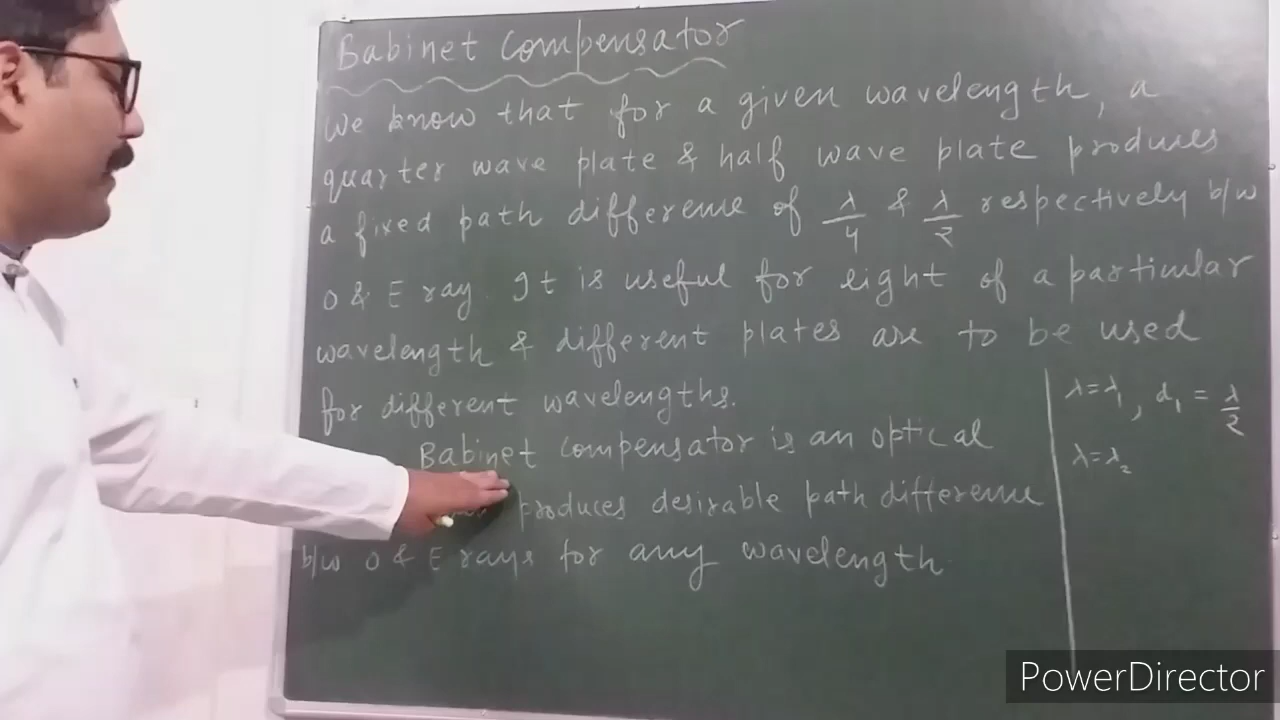 Babinet Compensator
We know that for a given wavelength, a
quarter wave plate & half wave plate produces
a fixed path difference of λ/4 & λ/2 respectively b/w
O & E ray. It is useful for light of a particular
wavelength & different plates are to be used
for different wavelengths.
Babinet compensator is an optical
produces desirable path difference
b/w O & E rays for any wavelength.
λ=λ₁, d₁ = λ/2
λ=λ₂
PowerDirector